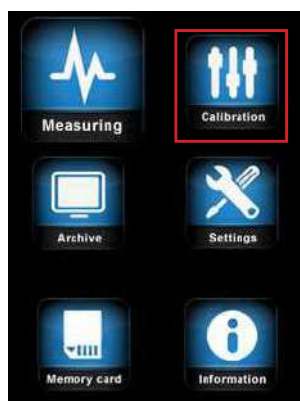 Measuring
Calibration
Archive
Settings
Memory card
Information